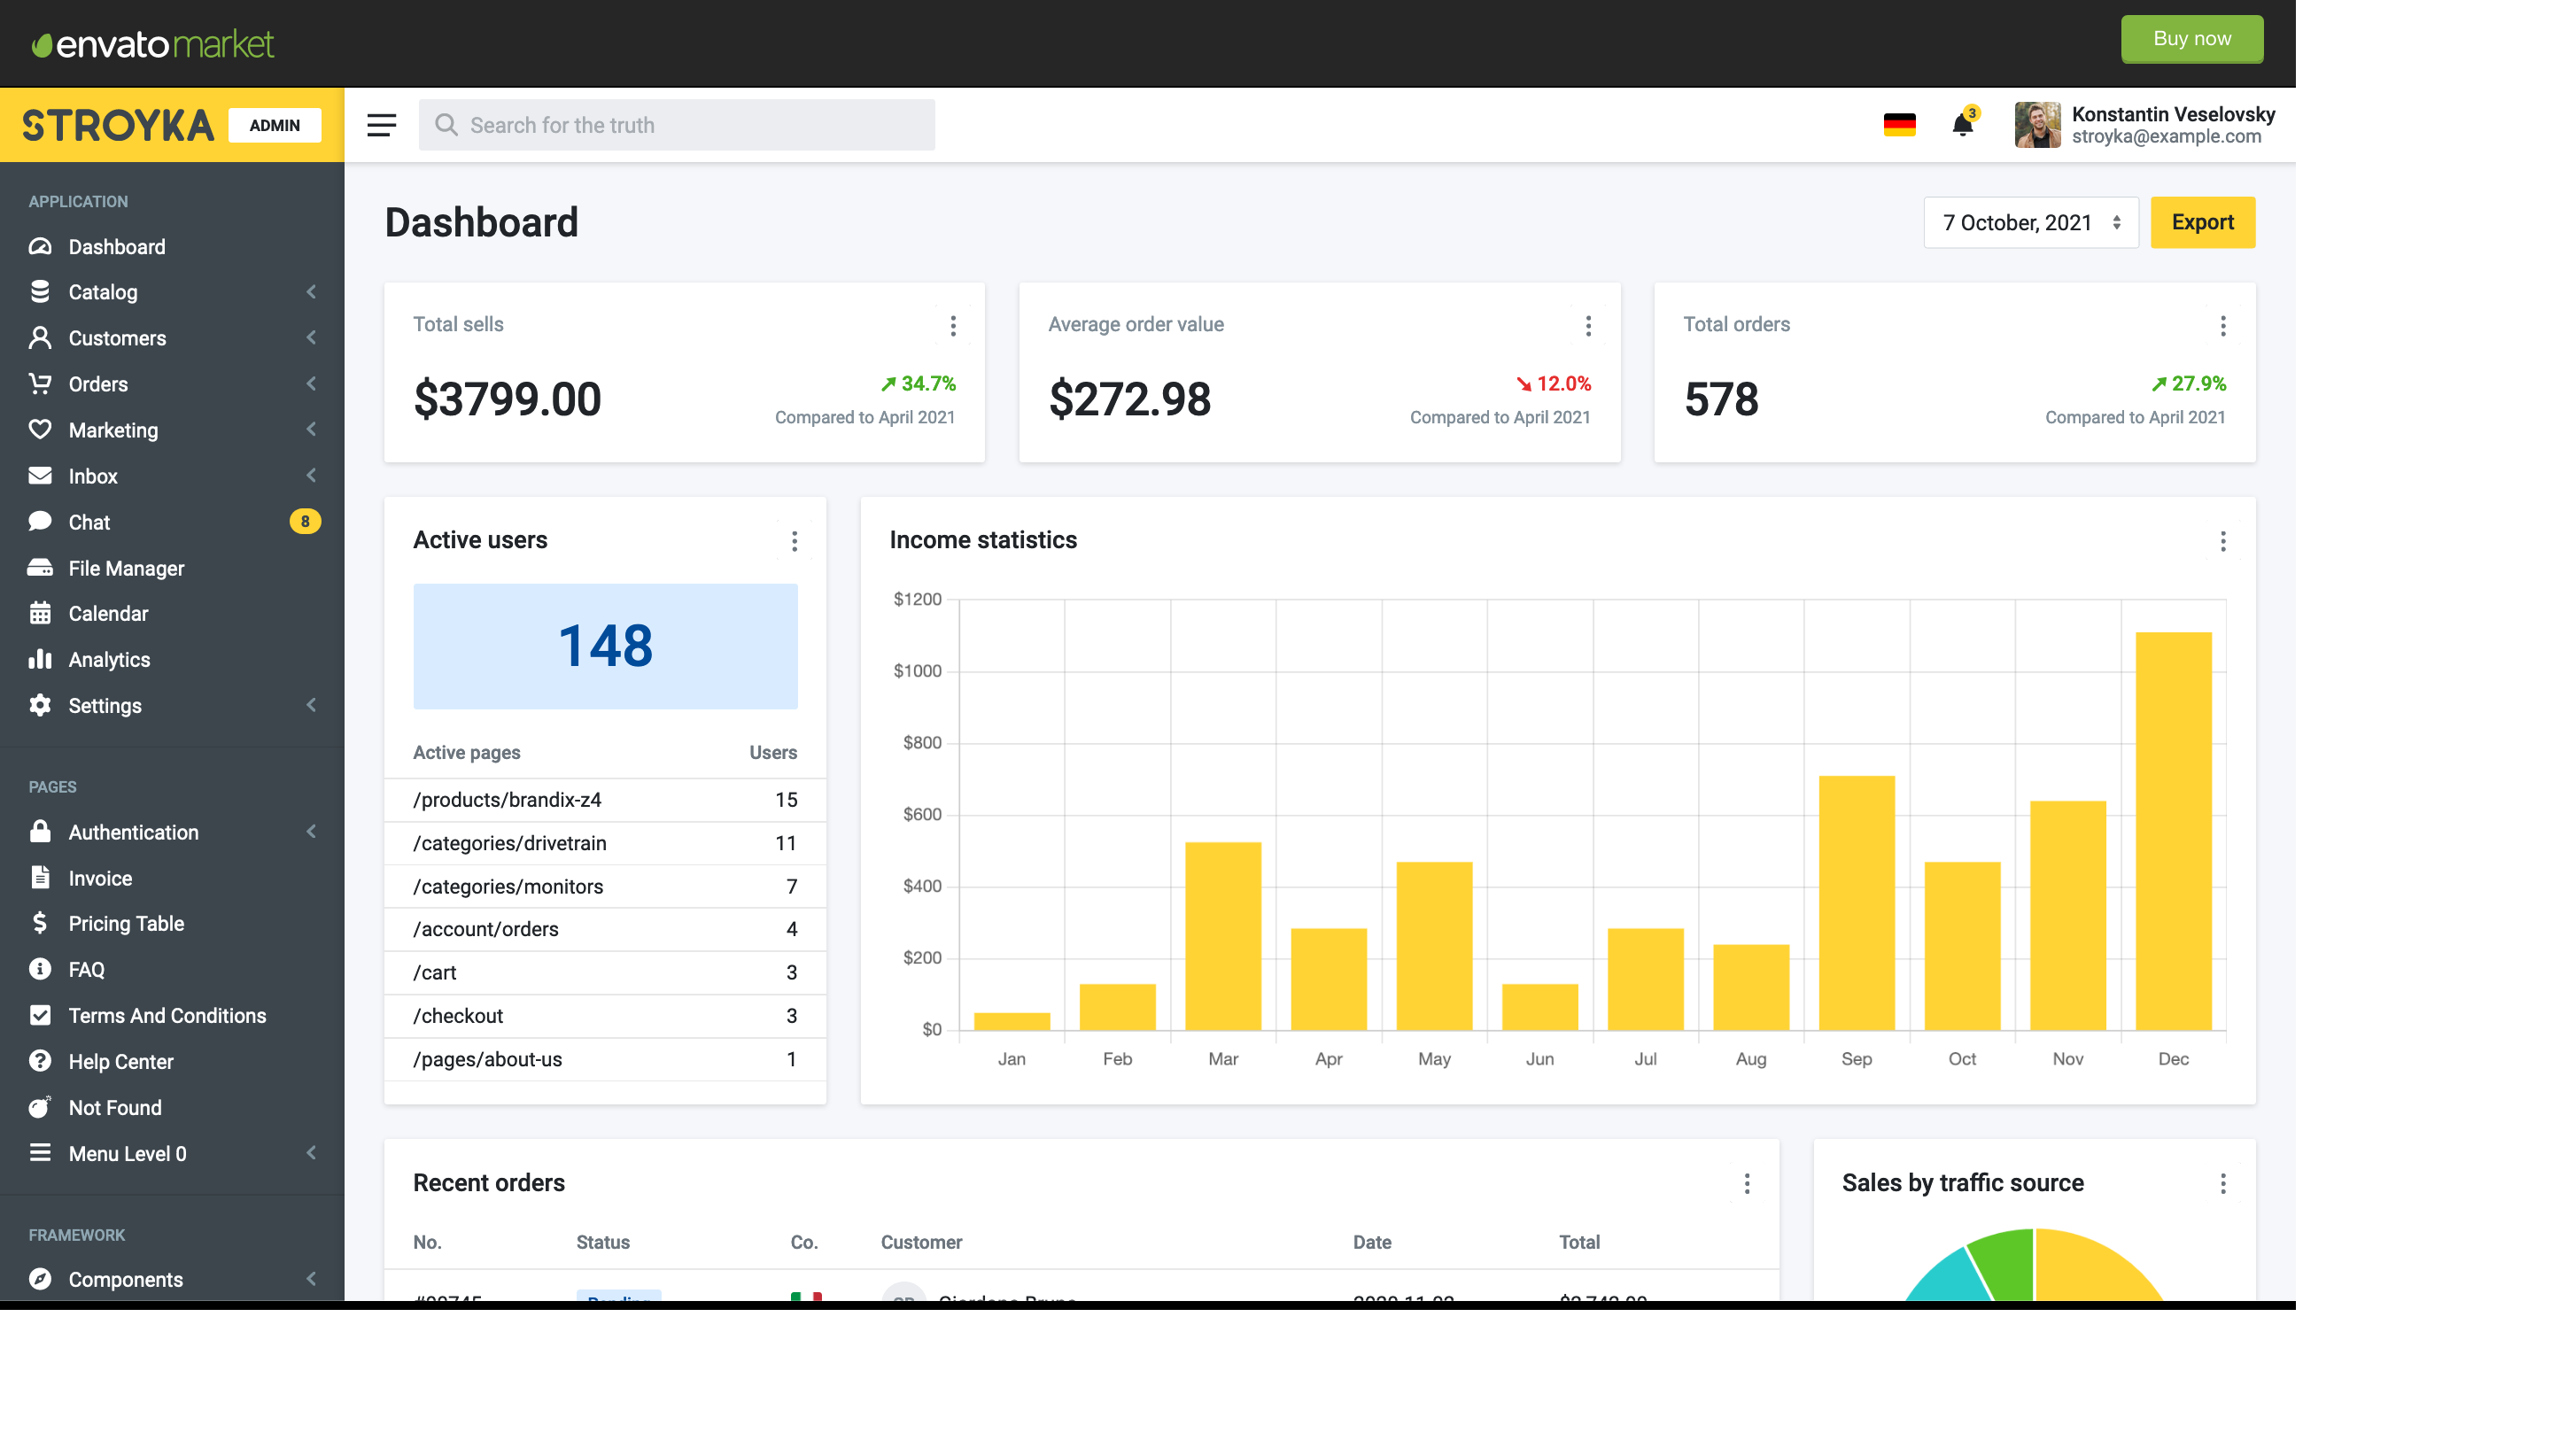 envato market
Buy now
STROYKA ADMIN
Search for the truth
3
Konstantin Veselovsky
stroyka@example.com
APPLICATION
Dashboard
Catalog
Customers
Orders
Marketing
Inbox
Chat 8
File Manager
Calendar
Analytics
Settings
PAGES
Authentication
Invoice
Pricing Table
FAQ
Terms And Conditions
Help Center
Not Found
Menu Level 0
FRAMEWORK
Components
Dashboard
7 October, 2021
Export
Total sells
$3799.00
34.7%
Compared to April 2021
Average order value
$272.98
12.0%
Compared to April 2021
Total orders
578
27.9%
Compared to April 2021
Active users
148
Active pages Users
/products/brandix-z4 15
/categories/drivetrain 11
/categories/monitors 7
/account/orders 4
/cart 3
/checkout 3
/pages/about-us 1
Income statistics
$1200
$1000
$800
$600
$400
$200
$0
Jan Feb Mar Apr May Jun Jul Aug Sep Oct Nov Dec
Recent orders
No. Status Co. Customer Date Total
Pending Giordano Bruno
Sales by traffic source